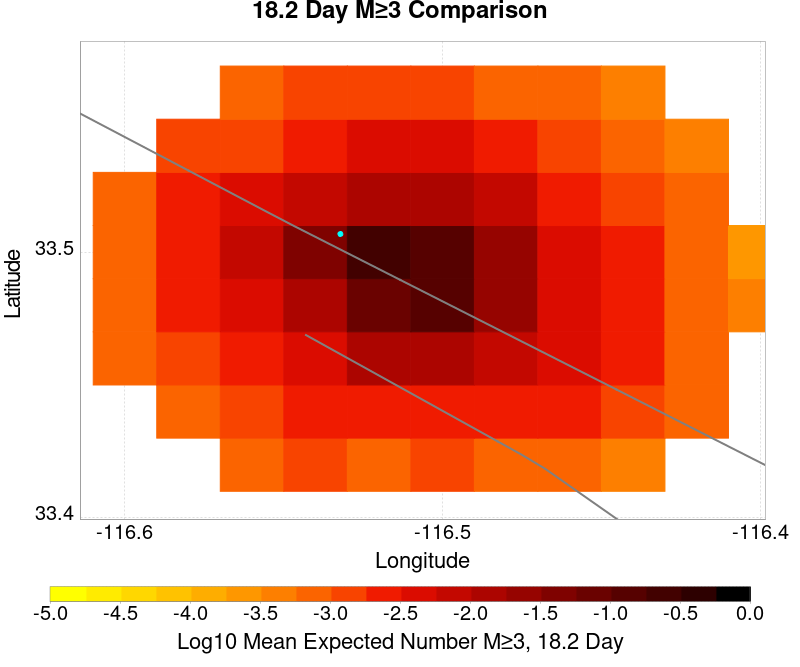 18.2 Day M≥3 Comparison
Latitude
33.5
33.4
-116.6 -116.5 -116.4
Longitude
-5.0 -4.5 -4.0 -3.5 -3.0 -2.5 -2.0 -1.5 -1.0 -0.5 0.0
Log10 Mean Expected Number M≥3, 18.2 Day